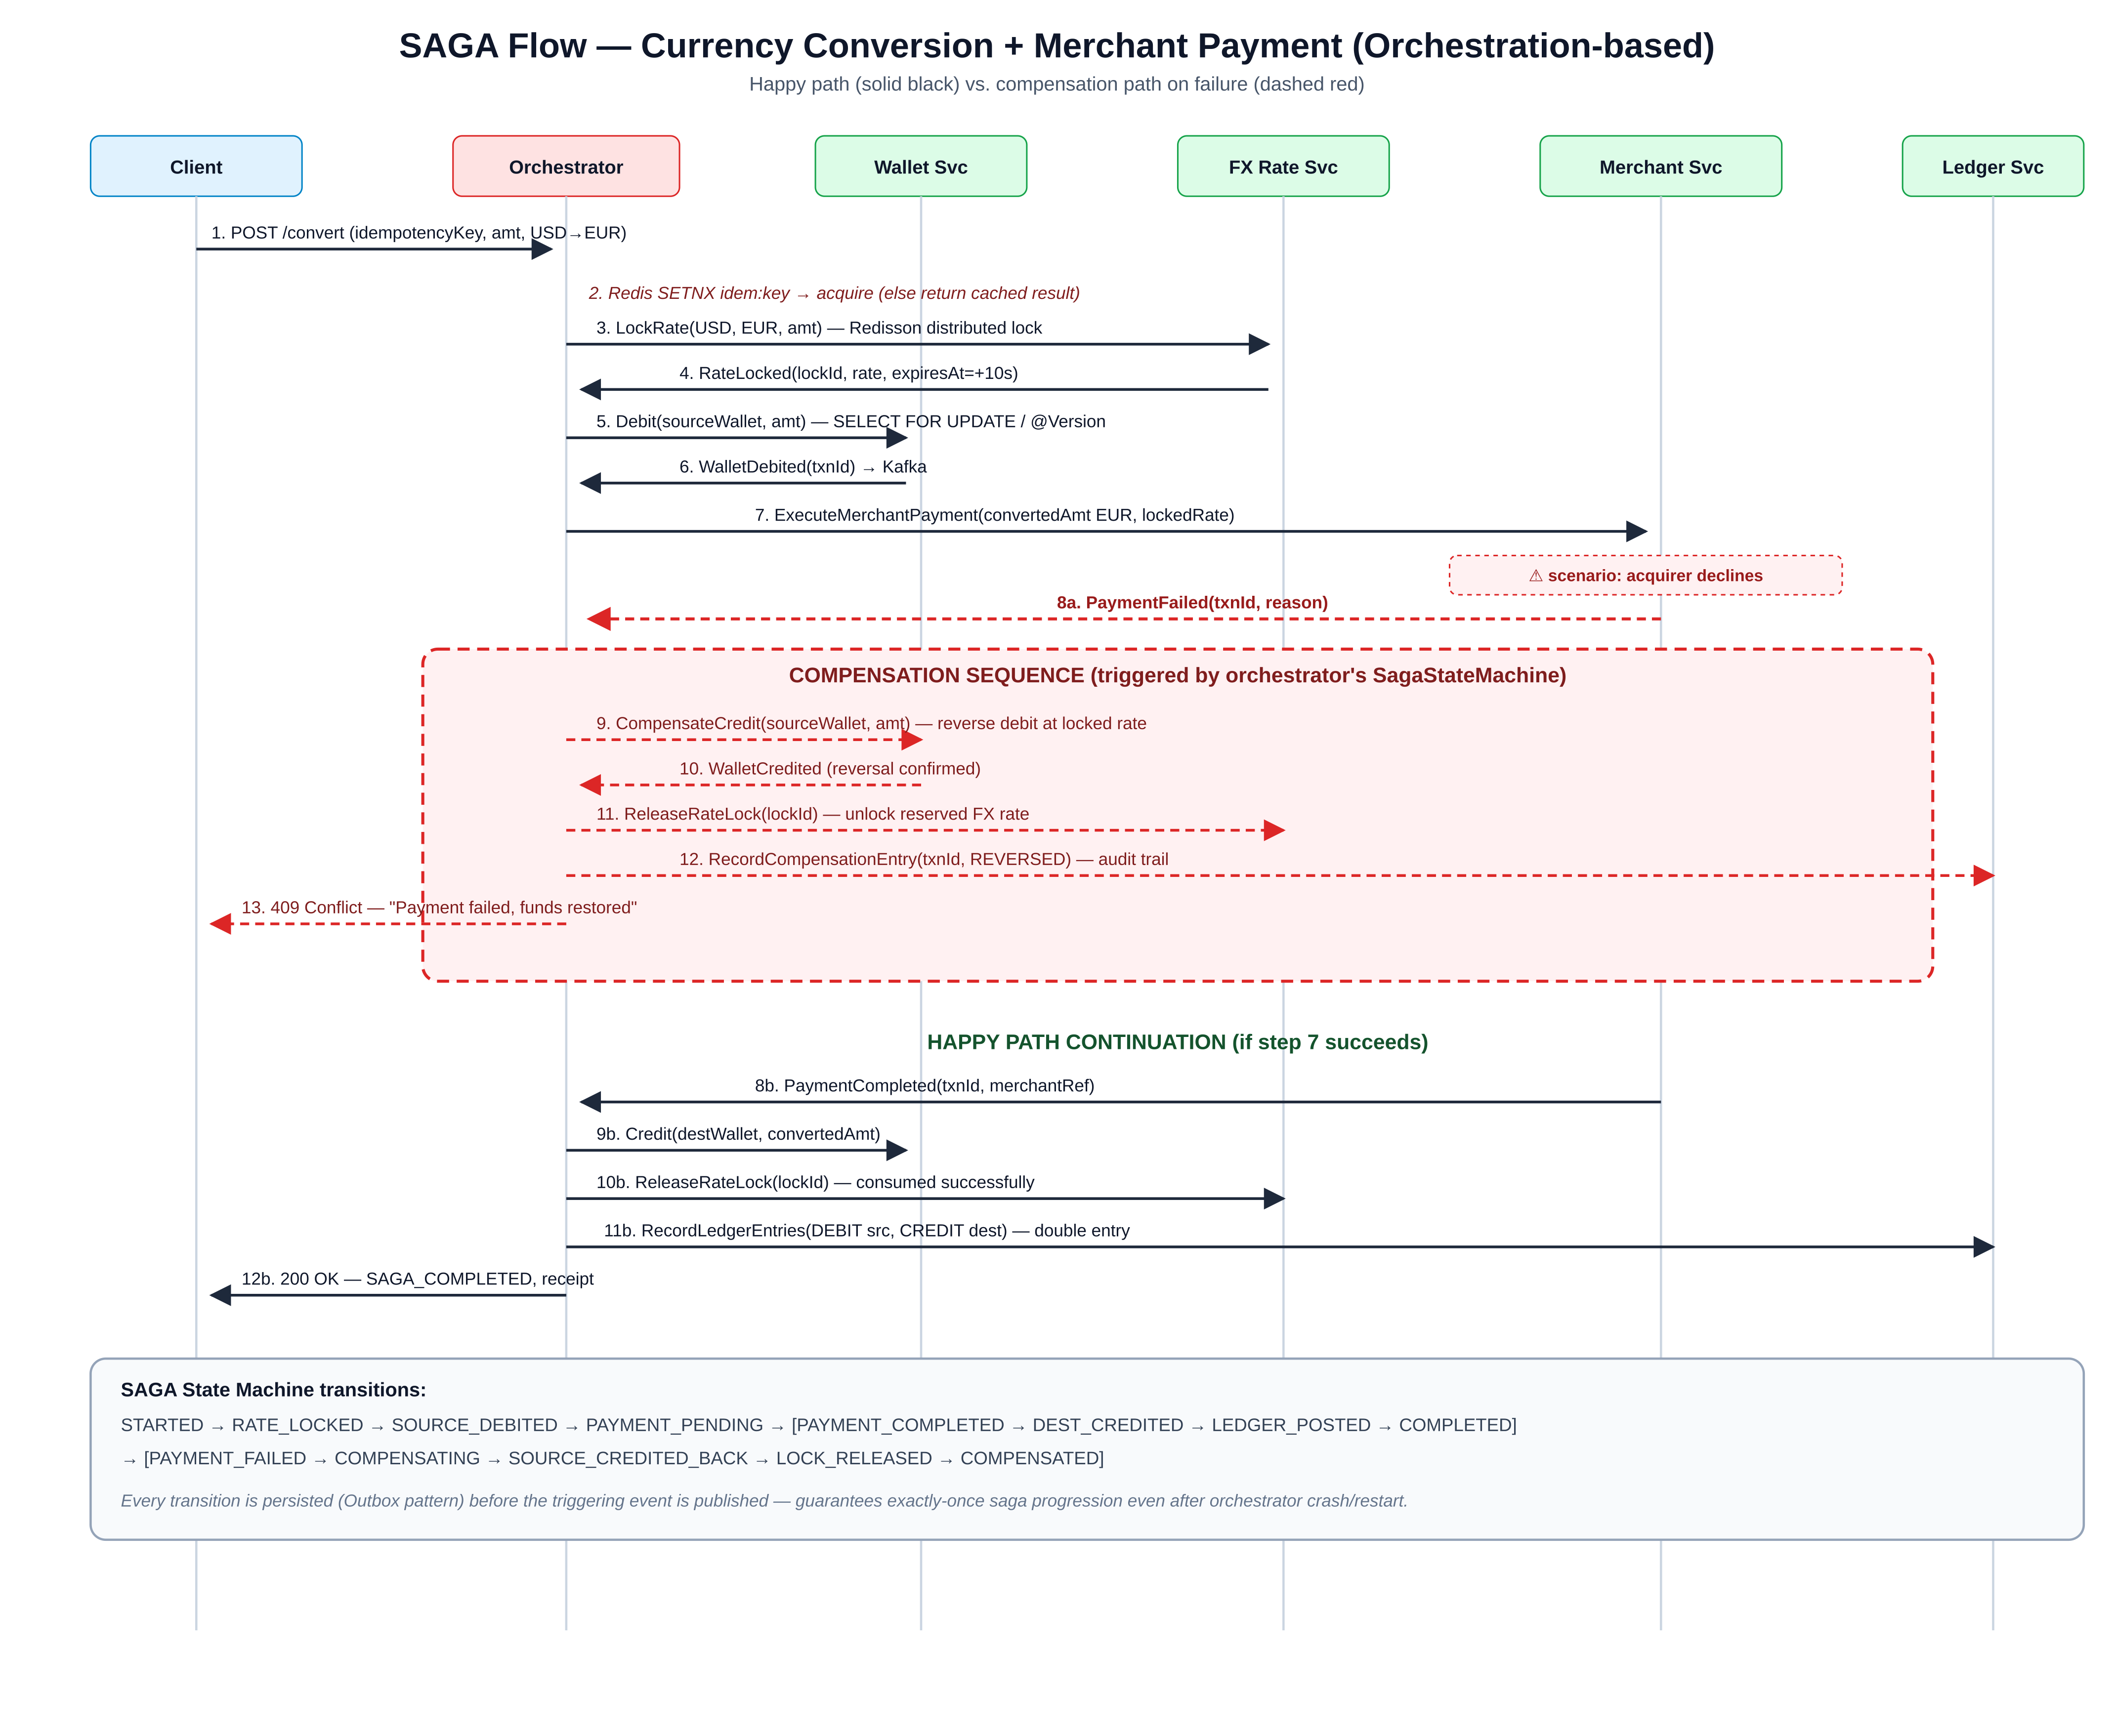 SAGA Flow — Currency Conversion + Merchant Payment (Orchestration-based)
Happy path (solid black) vs. compensation path on failure (dashed red)
Client
Orchestrator
Wallet Svc
FX Rate Svc
Merchant Svc
Ledger Svc
1. POST /convert (idempotencyKey, amt, USD→EUR)
2. Redis SETNX idem:key → acquire (else return cached result)
3. LockRate(USD, EUR, amt) — Redisson distributed lock
4. RateLocked(lockId, rate, expiresAt=+10s)
5. Debit(sourceWallet, amt) — SELECT FOR UPDATE / @Version
6. WalletDebited(txnId) → Kafka
7. ExecuteMerchantPayment(convertedAmt EUR, lockedRate)
⚠ scenario: acquirer declines
8a. PaymentFailed(txnId, reason)
COMPENSATION SEQUENCE (triggered by orchestrator's SagaStateMachine)
9. CompensateCredit(sourceWallet, amt) — reverse debit at locked rate
10. WalletCredited (reversal confirmed)
11. ReleaseRateLock(lockId) — unlock reserved FX rate
12. RecordCompensationEntry(txnId, REVERSED) — audit trail
13. 409 Conflict — "Payment failed, funds restored"
HAPPY PATH CONTINUATION (if step 7 succeeds)
8b. PaymentCompleted(txnId, merchantRef)
9b. Credit(destWallet, convertedAmt)
10b. ReleaseRateLock(lockId) — consumed successfully
11b. RecordLedgerEntries(DEBIT src, CREDIT dest) — double entry
12b. 200 OK — SAGA_COMPLETED, receipt
SAGA State Machine transitions:
STARTED → RATE_LOCKED → SOURCE_DEBITED → PAYMENT_PENDING → [PAYMENT_COMPLETED → DEST_CREDITED → LEDGER_POSTED → COMPLETED]
→ [PAYMENT_FAILED → COMPENSATING → SOURCE_CREDITED_BACK → LOCK_RELEASED → COMPENSATED]
Every transition is persisted (Outbox pattern) before the triggering event is published — guarantees exactly-once saga progression even after orchestrator crash/restart.